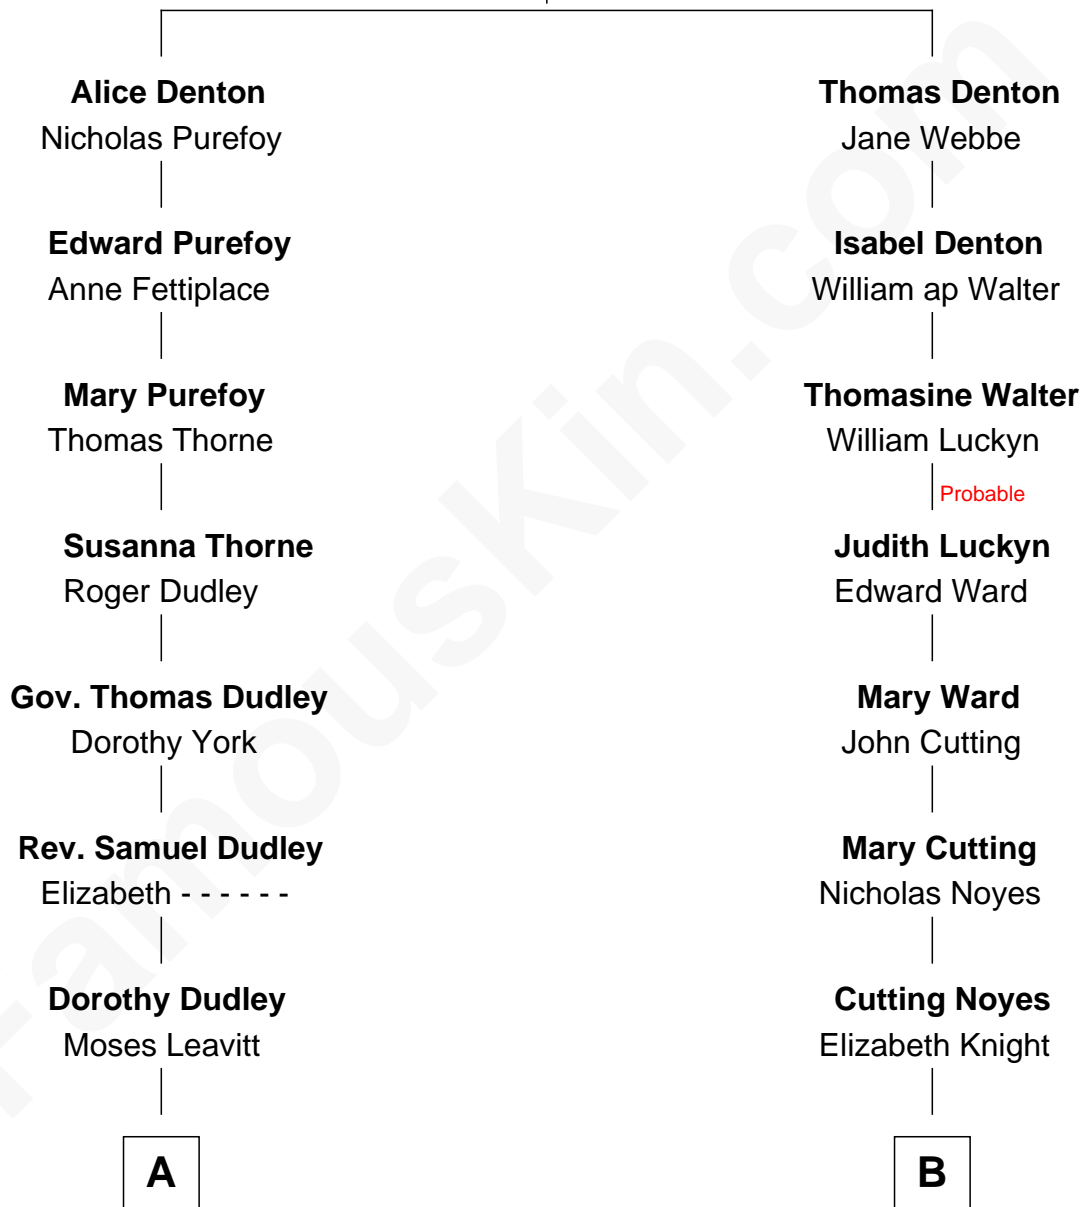 Alice Denton
Nicholas Purefoy
Edward Purefoy
Anne Fettiplace
Mary Purefoy
Thomas Thorne
Susanna Thorne
Roger Dudley
Gov. Thomas Dudley
Dorothy York
Rev. Samuel Dudley
Elizabeth - - - - - -
Dorothy Dudley
Moses Leavitt
A
Thomas Denton
Jane Webbe
Isabel Denton
William ap Walter
Thomasine Walter
William Luckyn
Probable
Judith Luckyn
Edward Ward
Mary Ward
John Cutting
Mary Cutting
Nicholas Noyes
Cutting Noyes
Elizabeth Knight
B
FamousKin.com